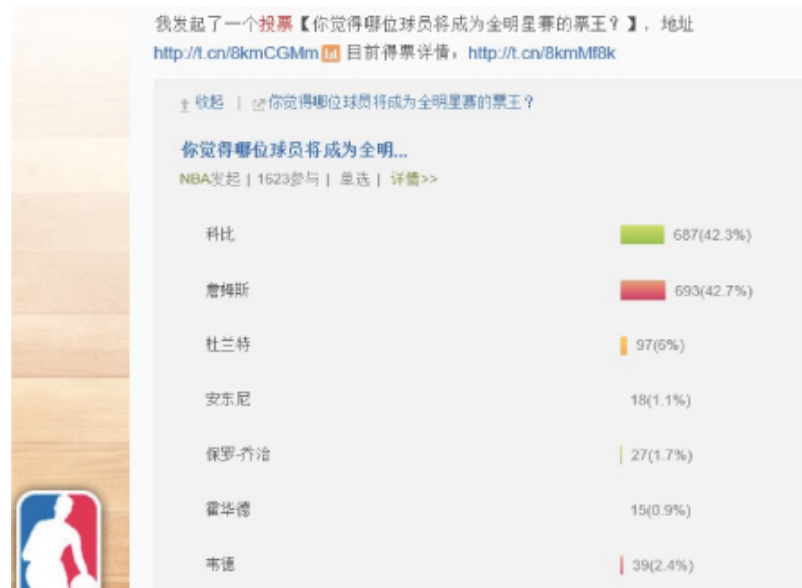 我发起了一个投票【你觉得哪位球员将成为全明星赛的票王？】，地址
http://t.cn/8kmCGMm 目前得票详情：http://t.cn/8kmMf8k
收起 | 你觉得哪位球员将成为全明星赛的票王？
你觉得哪位球员将成为全明...
NBA发起 | 1623参与 | 单选 | 详情>>
科比 687(42.3%)
詹姆斯 693(42.7%)
杜兰特 97(6%)
安东尼 18(1.1%)
保罗-乔治 27(1.7%)
霍华德 15(0.9%)
韦德 39(2.4%)